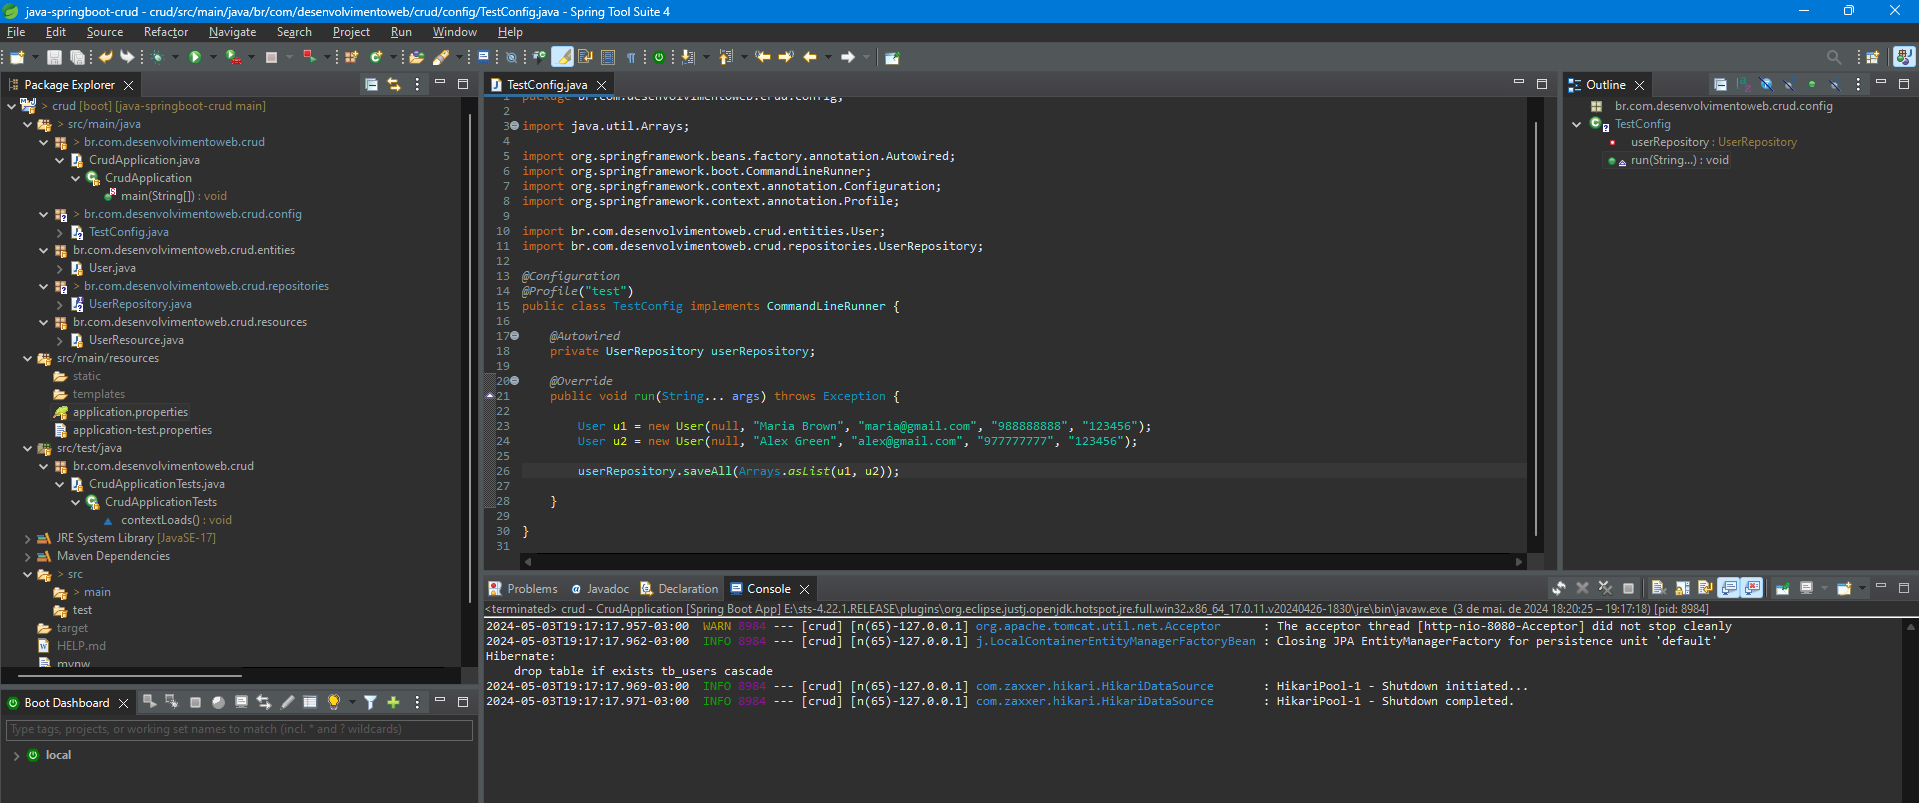 java-springboot-crud - crud/src/main/java/br/com/desenvolvimentoweb/crud/config/TestConfig.java - Spring Tool Suite 4
File Edit Source Refactor Navigate Search Project Run Window Help
Package Explorer
> crud [boot] [java-springboot-crud main]
> src/main/java
> br.com.desenvolvimentoweb.crud
CrudApplication.java
CrudApplication
main(String[]) : void
> br.com.desenvolvimentoweb.crud.config
TestConfig.java
br.com.desenvolvimentoweb.crud.entities
User.java
> br.com.desenvolvimentoweb.crud.repositories
UserRepository.java
br.com.desenvolvimentoweb.crud.resources
UserResource.java
src/main/resources
static
templates
application.properties
application-test.properties
src/test/java
br.com.desenvolvimentoweb.crud
CrudApplicationTests.java
CrudApplicationTests
contextLoads() : void
JRE System Library [JavaSE-17]
Maven Dependencies
> src
> main
test
target
HELP.md
mvnw
Boot Dashboard
Type tags, projects, or working set names to match (incl. * and ? wildcards)
local
TestConfig.java
1 package br.com.desenvolvimentoweb.crud.config;
2
3 import java.util.Arrays;
4
5 import org.springframework.beans.factory.annotation.Autowired;
6 import org.springframework.boot.CommandLineRunner;
7 import org.springframework.context.annotation.Configuration;
8 import org.springframework.context.annotation.Profile;
9
10 import br.com.desenvolvimentoweb.crud.entities.User;
11 import br.com.desenvolvimentoweb.crud.repositories.UserRepository;
12
13 @Configuration
14 @Profile("test")
15 public class TestConfig implements CommandLineRunner {
16
17 @Autowired
18 private UserRepository userRepository;
19
20 @Override
21 public void run(String... args) throws Exception {
22
23 User u1 = new User(null, "Maria Brown", "maria@gmail.com", "988888888", "123456");
24 User u2 = new User(null, "Alex Green", "alex@gmail.com", "977777777", "123456");
25
26 userRepository.saveAll(Arrays.asList(u1, u2));
27
28 }
29
30 }
31
Outline
br.com.desenvolvimentoweb.crud.config
TestConfig
userRepository : UserRepository
run(String...) : void
Problems Javadoc Declaration Console
<terminated> crud - CrudApplication [Spring Boot App] E:\sts-4.22.1.RELEASE\plugins\org.eclipse.justj.openjdk.hotspot.jre.full.win32.x86_64_17.0.11.v20240426-1830\jre\bin\javaw.exe (3 de mai. de 2024 18:20:25 – 19:17:18) [pid: 8984]
2024-05-03T19:17:17.957-03:00 WARN 8984 --- [crud] [n(65)-127.0.0.1] org.apache.tomcat.util.net.Acceptor : The acceptor thread [http-nio-8080-Acceptor] did not stop cleanly
2024-05-03T19:17:17.962-03:00 INFO 8984 --- [crud] [n(65)-127.0.0.1] j.LocalContainerEntityManagerFactoryBean : Closing JPA EntityManagerFactory for persistence unit 'default'
Hibernate:
drop table if exists tb_users cascade
2024-05-03T19:17:17.969-03:00 INFO 8984 --- [crud] [n(65)-127.0.0.1] com.zaxxer.hikari.HikariDataSource : HikariPool-1 - Shutdown initiated...
2024-05-03T19:17:17.971-03:00 INFO 8984 --- [crud] [n(65)-127.0.0.1] com.zaxxer.hikari.HikariDataSource : HikariPool-1 - Shutdown completed.